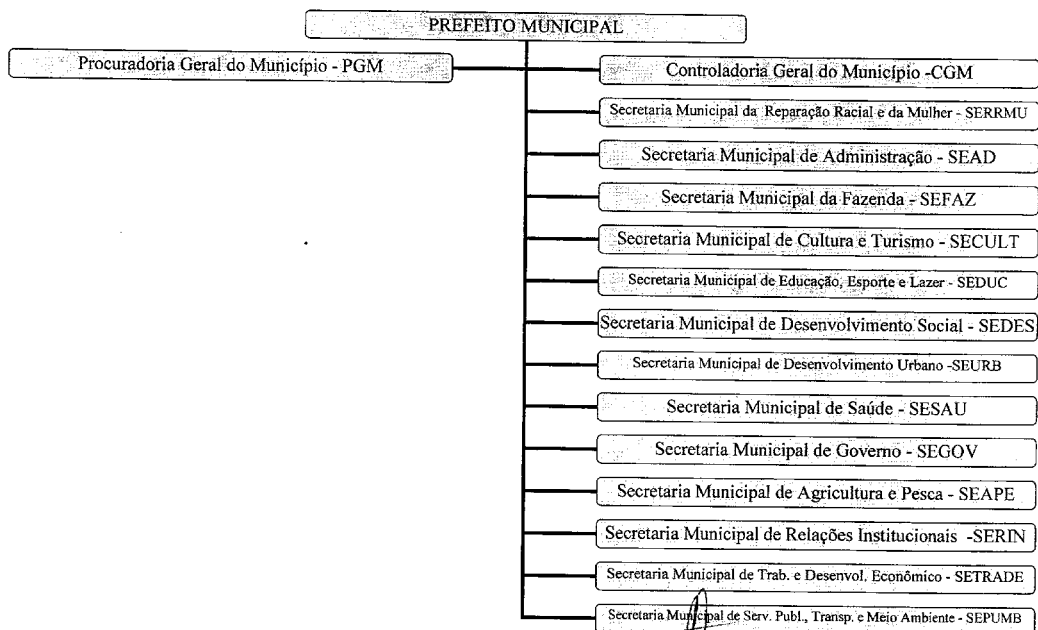 PREFEITO MUNICIPAL
Procuradoria Geral do Município - PGM
Controladoria Geral do Município -CGM
Secretaria Municipal da Reparação Racial e da Mulher - SERRMU
Secretaria Municipal de Administração - SEAD
Secretaria Municipal da Fazenda - SEFAZ
Secretaria Municipal de Cultura e Turismo - SECULT
Secretaria Municipal de Educação, Esporte e Lazer - SEDUC
Secretaria Municipal de Desenvolvimento Social - SEDES
Secretaria Municipal de Desenvolvimento Urbano -SEURB
Secretaria Municipal de Saúde - SESAU
Secretaria Municipal de Governo - SEGOV
Secretaria Municipal de Agricultura e Pesca - SEAPE
Secretaria Municipal de Relações Institucionais -SERIN
Secretaria Municipal de Trab. e Desenvol. Econômico - SETRADE
Secretaria Municipal de Serv. Publ., Transp. e Meio Ambiente - SEPUMB